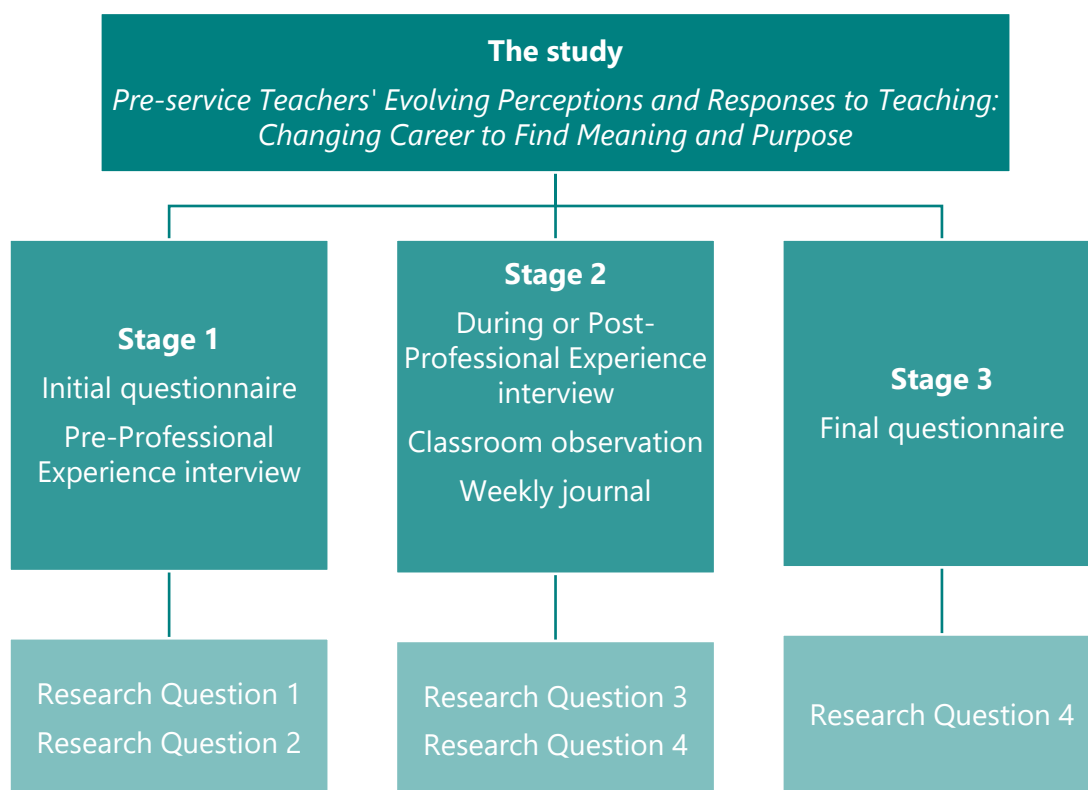 The study
Pre-service Teachers' Evolving Perceptions and Responses to Teaching:
Changing Career to Find Meaning and Purpose
Stage 1
Initial questionnaire
Pre-Professional
Experience interview
Stage 2
During or Post-
Professional Experience
interview
Classroom observation
Weekly journal
Stage 3
Final questionnaire
Research Question 1
Research Question 2
Research Question 3
Research Question 4
Research Question 4